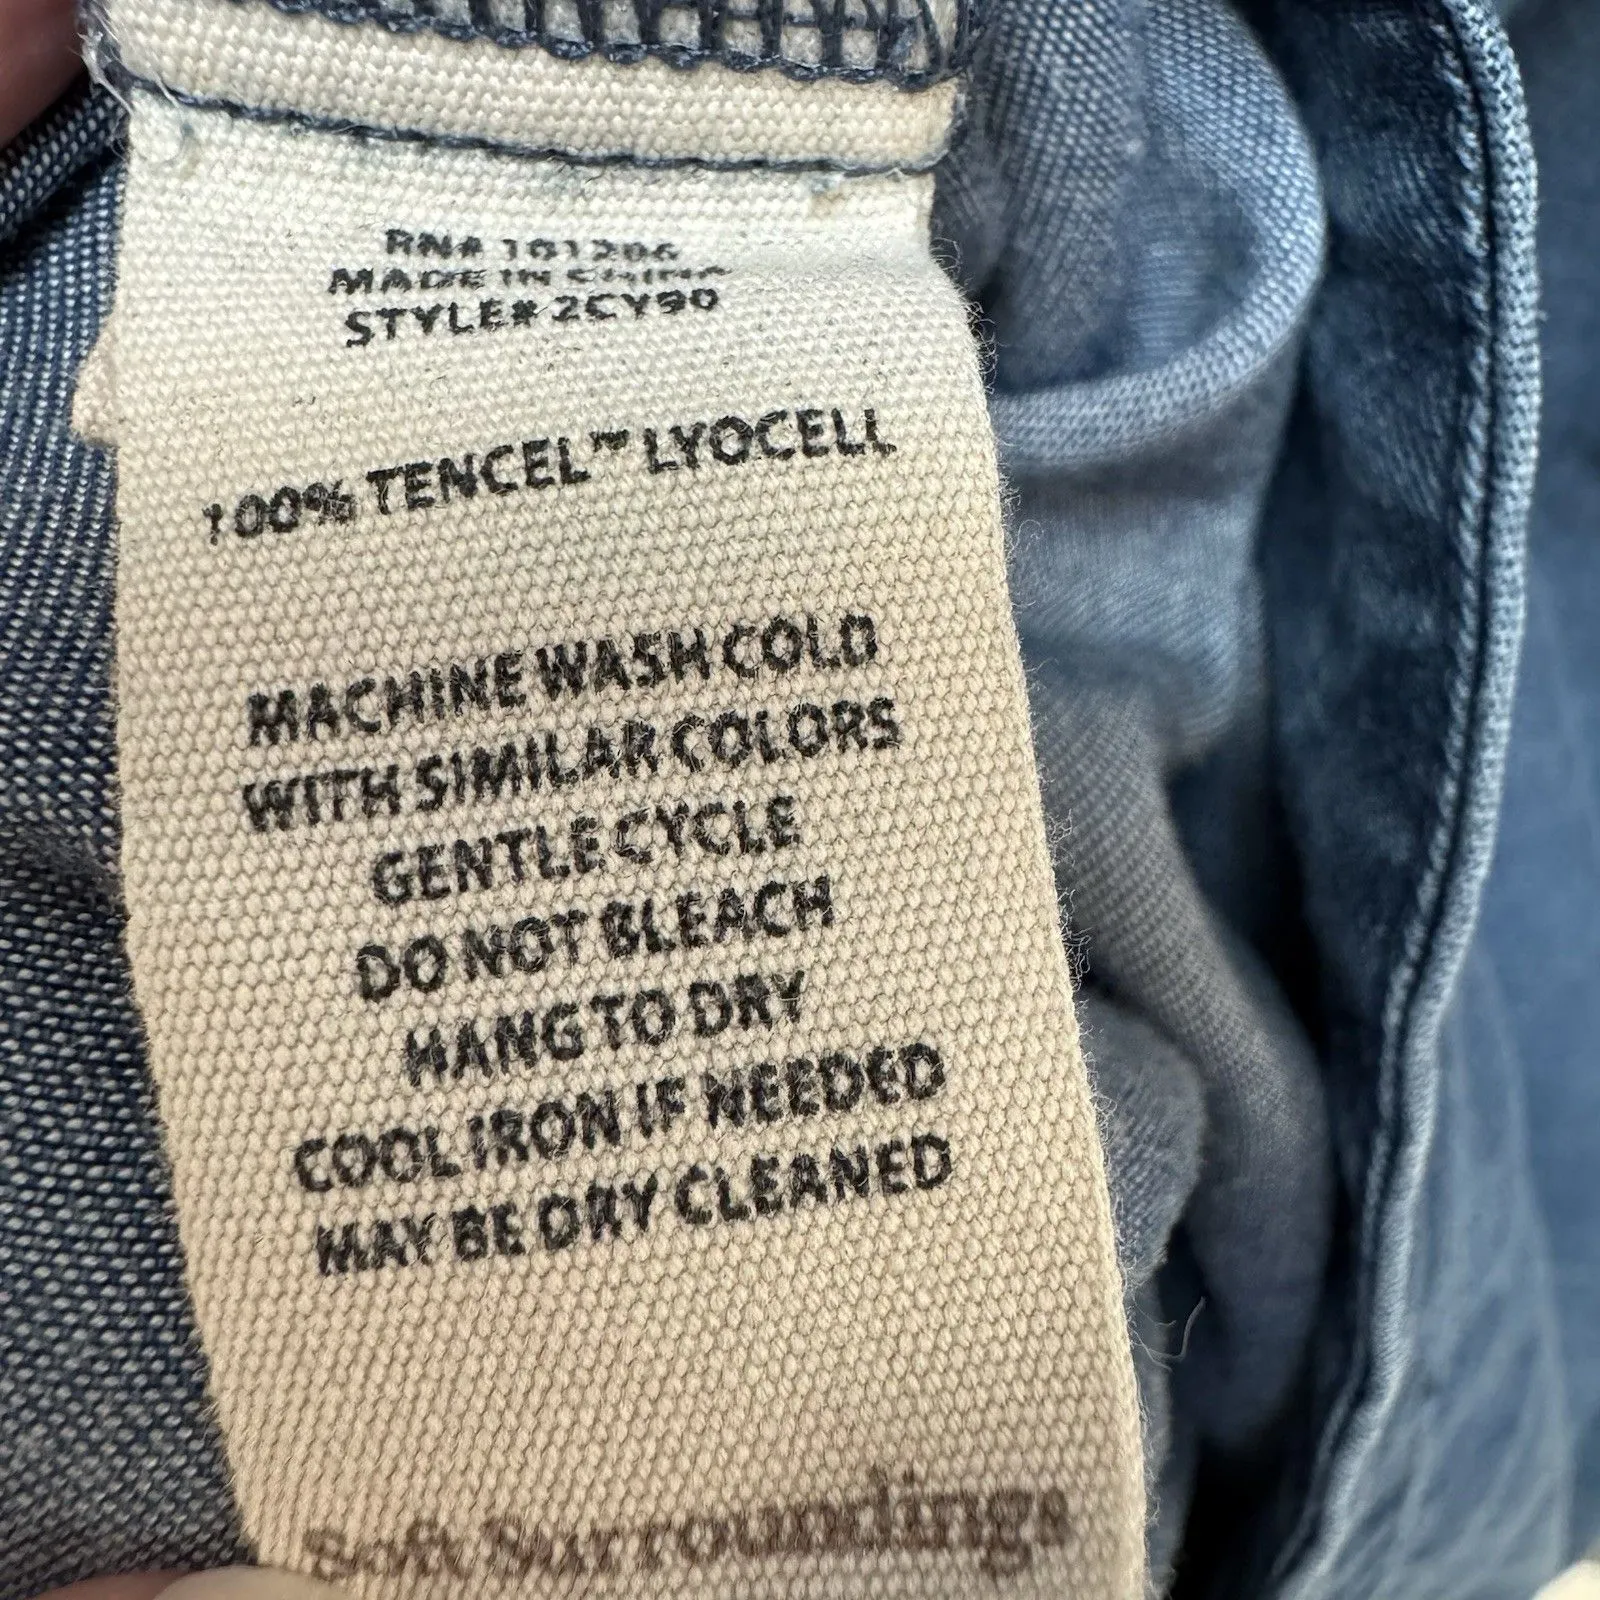 RN# 101206
MADE IN CHINA
STYLE# 2CY90
100% TENCEL™ LYOCELL
MACHINE WASH COLD
WITH SIMILAR COLORS
GENTLE CYCLE
DO NOT BLEACH
HANG TO DRY
COOL IRON IF NEEDED
MAY BE DRY CLEANED
Soft Surroundings